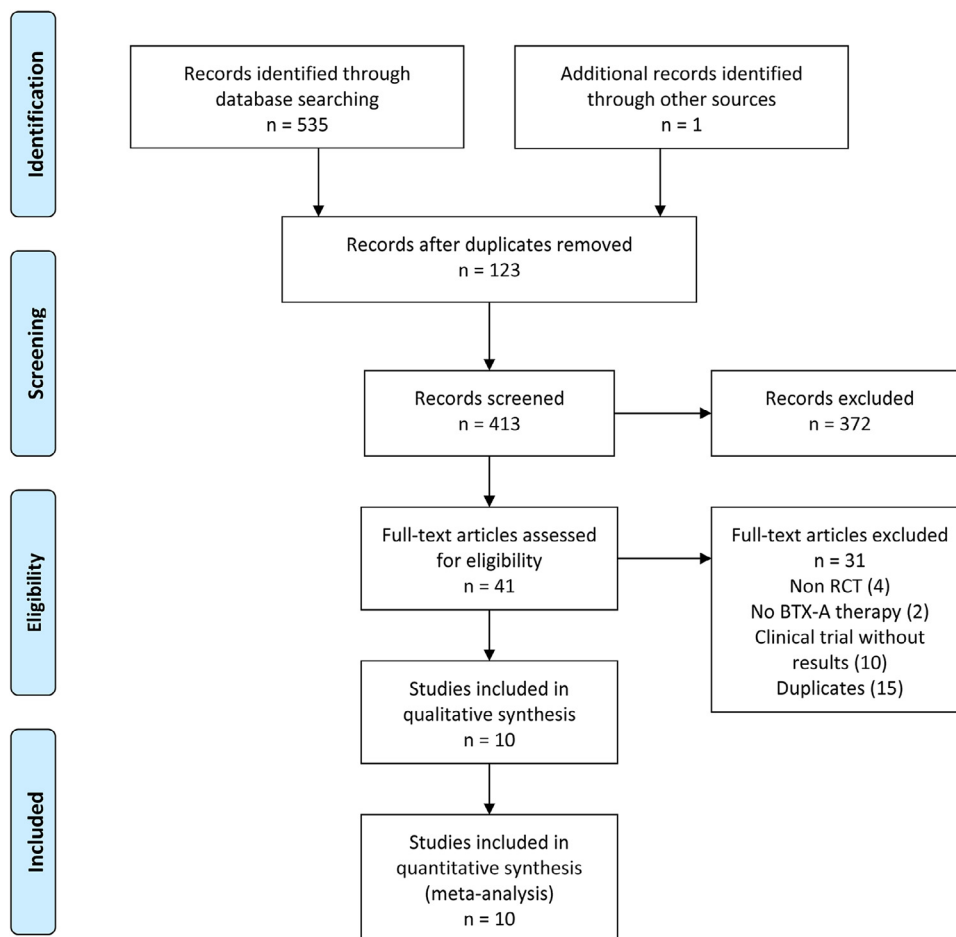 Identification
Records identified through
database searching
n = 535
Additional records identified
through other sources
n = 1
Records after duplicates removed
n = 123
Screening
Records screened
n = 413
Records excluded
n = 372
Eligibility
Full-text articles assessed
for eligibility
n = 41
Full-text articles excluded
n = 31
Non RCT (4)
No BTX-A therapy (2)
Clinical trial without
results (10)
Duplicates (15)
Studies included in
qualitative synthesis
n = 10
Included
Studies included in
quantitative synthesis
(meta-analysis)
n = 10